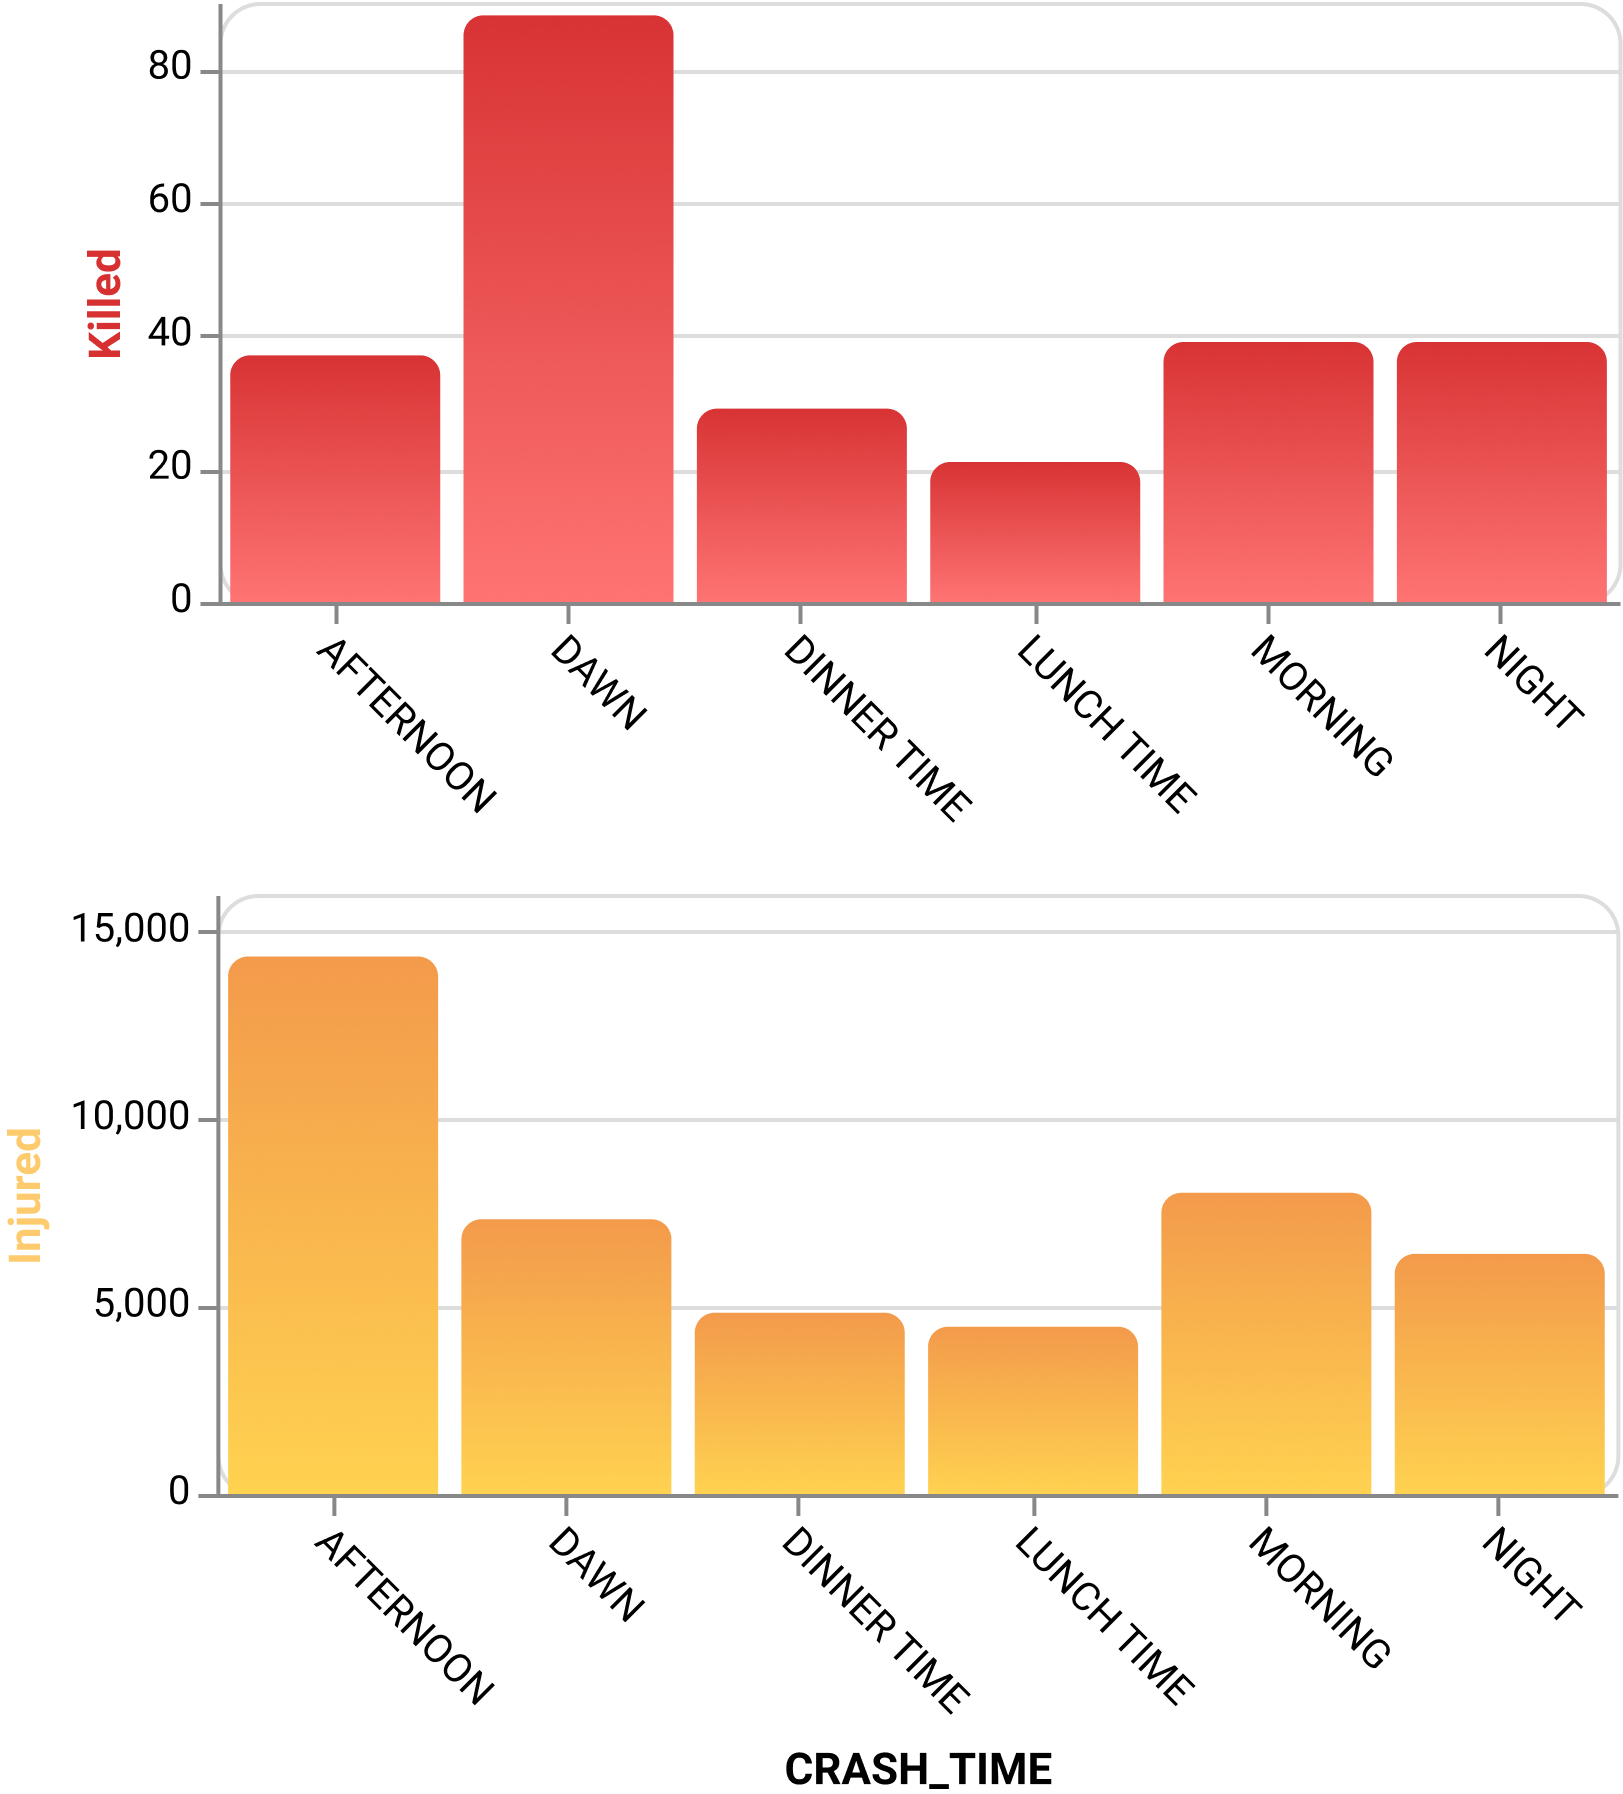 Killed
80
60
40
20
0
AFTERNOON
DAWN
DINNER TIME
LUNCH TIME
MORNING
NIGHT
Injured
15,000
10,000
5,000
0
AFTERNOON
DAWN
DINNER TIME
LUNCH TIME
MORNING
NIGHT
CRASH_TIME